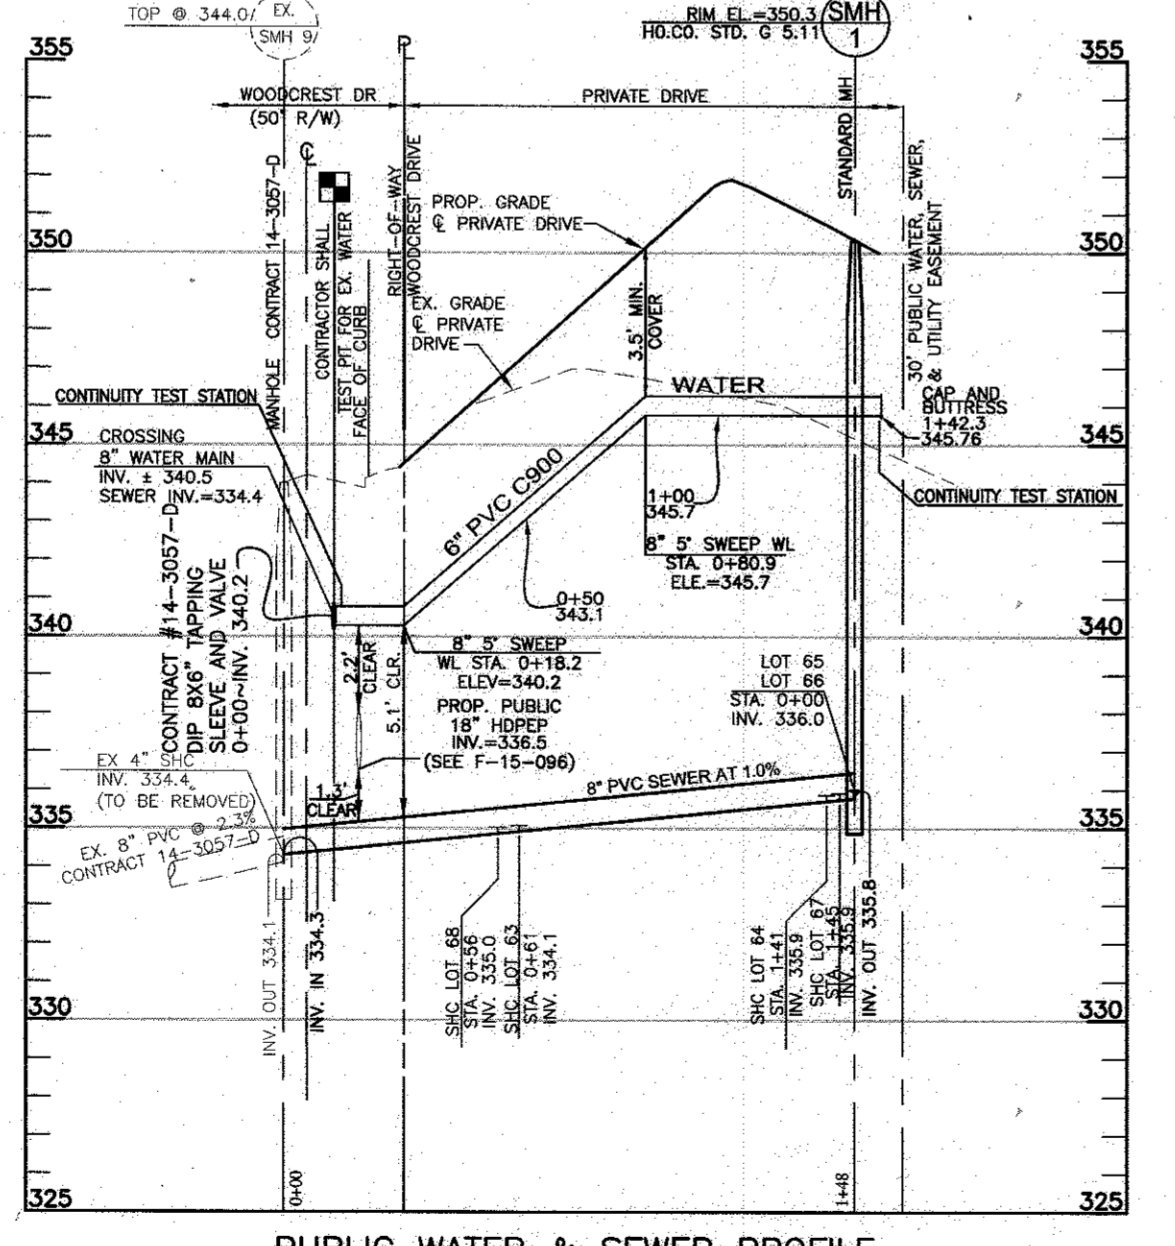 TOP @ 344.0/
EX.
SMH 9/
RIM EL.=350.3
HO.CO. STD. G 5.11
SMH
1
355
355
WOODCREST DR
(50' R/W)
PRIVATE DRIVE
STANDARD MH
MANHOLE CONTRACT 14-3057-D
CONTRACTOR SHALL
TEST PIT FOR EX. WATER
FACE OF CURB
RIGHT-OF-WAY
WOODCREST DRIVE
PROP. GRADE
℄ PRIVATE DRIVE
30' PUBLIC WATER, SEWER,
& UTILITY EASEMENT
350
350
EX. GRADE
℄ PRIVATE
DRIVE
3.5' MIN.
COVER
WATER
CONTINUITY TEST STATION
CAP AND
BUTTRESS
1+42.3
345.76
345
345
CROSSING
8" WATER MAIN
INV. ± 340.5
SEWER INV.=334.4
6" PVC C900
1+00
345.7
CONTINUITY TEST STATION
8" 5° SWEEP WL
STA. 0+80.9
ELE.=345.7
0+50
343.1
CONTRACT #14-3057-D
DIP 8X6" TAPPING
SLEEVE AND VALVE
0+00~INV. 340.2
340
340
2.2'
CLEAR
5.1' CLR.
8" 5° SWEEP
WL STA. 0+18.2
ELEV=340.2
LOT 65
LOT 66
STA. 0+00
INV. 336.0
PROP. PUBLIC
18" HDPEP
INV.=336.5
(SEE F-15-096)
EX 4" SHC
INV. 334.4
(TO BE REMOVED)
1.3'
CLEAR
8" PVC SEWER AT 1.0%
335
335
EX. 8" PVC @ 2.3%
CONTRACT 14-3057-D
INV. OUT 334.1
INV. IN 334.3
SHC LOT 68
STA. 0+56
INV. 335.0
SHC LOT 63
STA. 0+61
INV. 334.1
SHC LOT 64
STA. 1+41
INV. 335.9
SHC LOT 67
STA. 1+45
INV. 335.9
INV. OUT 335.8
330
330
0+00
1+48
325
325
PUBLIC WATER & SEWER PROFILE